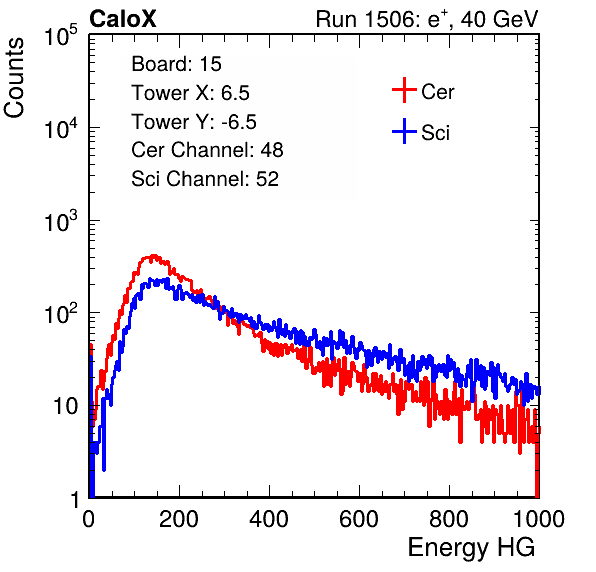 CaloX
Run 1506: e⁺, 40 GeV
Counts
Board: 15
Tower X: 6.5
Tower Y: -6.5
Cer Channel: 48
Sci Channel: 52
Cer
Sci
10⁵
10⁴
10³
10²
10
1
0 200 400 600 800 1000
Energy HG